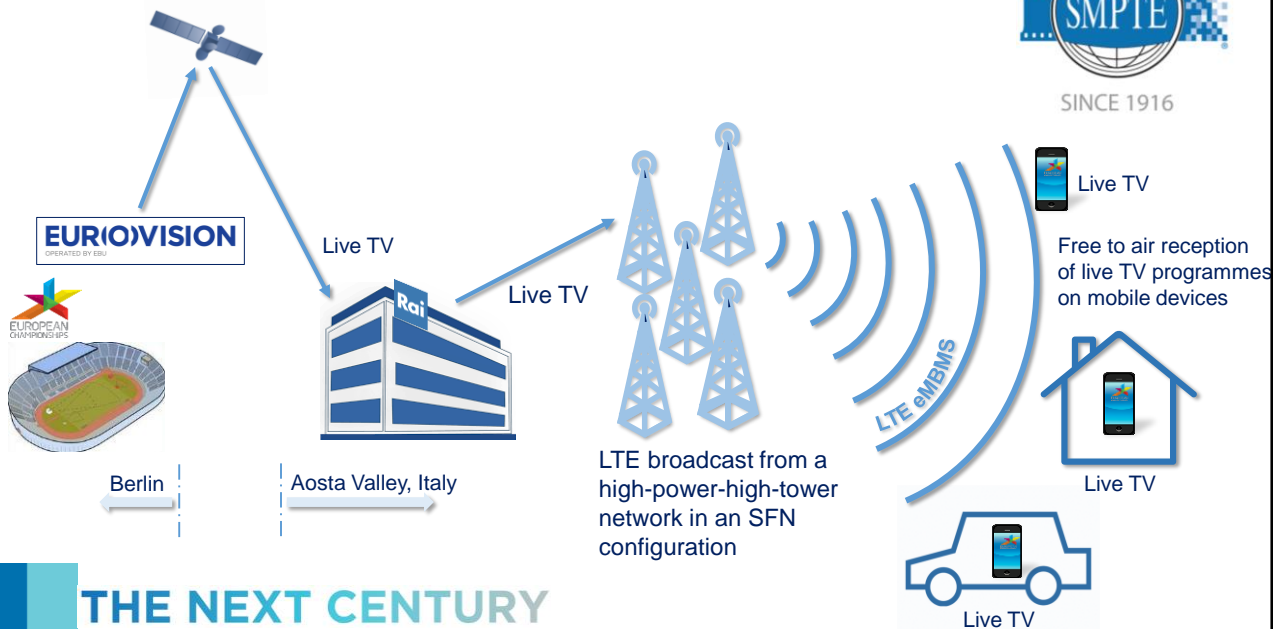 SMPTE
SINCE 1916
EUR(O)VISION
OPERATED BY EBU
EUROPEAN
CHAMPIONSHIPS
Live TV
Rai
Live TV
Berlin
Aosta Valley, Italy
LTE broadcast from a
high-power-high-tower
network in an SFN
configuration
LTE eMBMS
Live TV
Free to air reception
of live TV programmes
on mobile devices
Live TV
Live TV
THE NEXT CENTURY